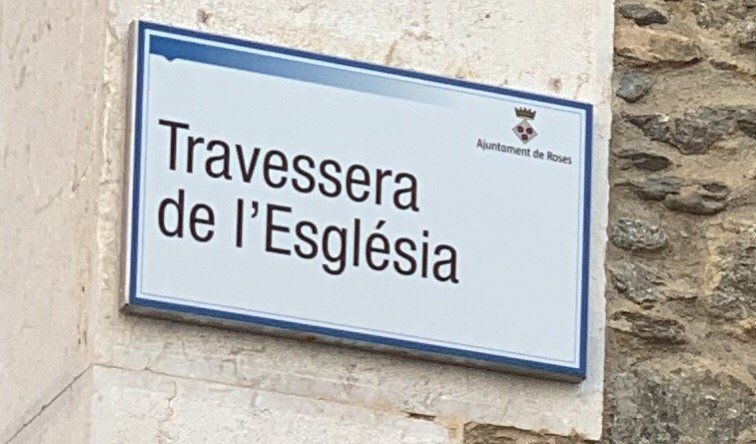 Ajuntament de Roses
Travessera
de l'Església